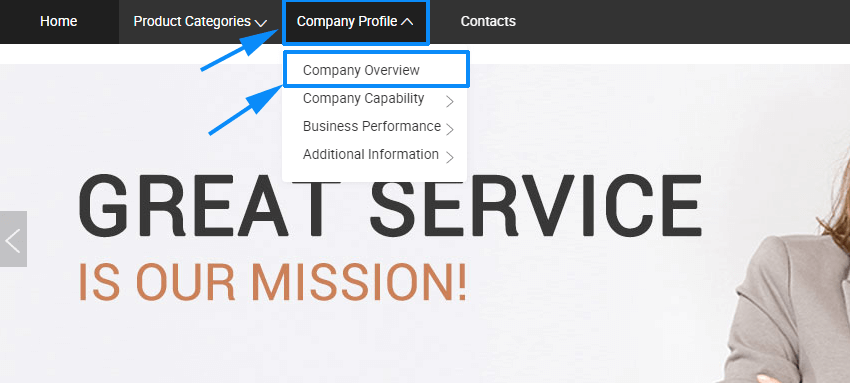 Home Product Categories Company Profile Contacts
Company Overview
Company Capability
Business Performance
Additional Information
GREAT SERVICE
IS OUR MISSION!